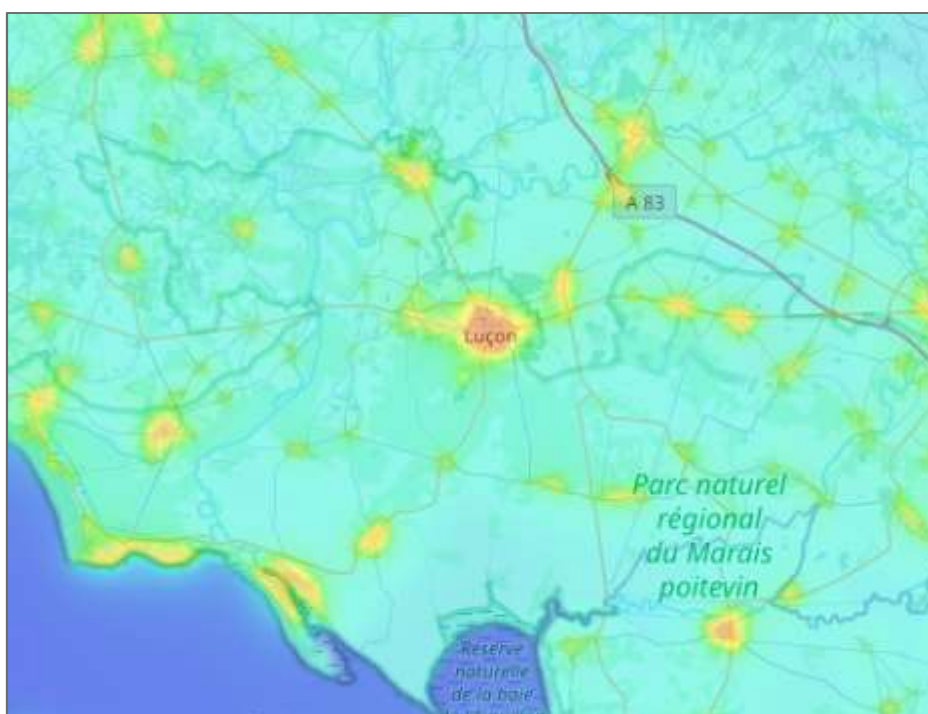 A 83
Luçon
Parc naturel
régional
du Marais
poitevin
Réserve
naturelle
de la baie